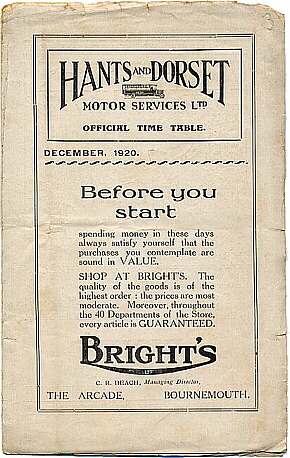 HANTS AND DORSET
MOTOR SERVICES LTD
OFFICIAL TIME TABLE.
DECEMBER, 1920.
Before you
start
spending money in these days
always satisfy yourself that the
purchases you contemplate are
sound in VALUE.
SHOP AT BRIGHT'S. The
quality of the goods is of the
highest order : the prices are most
moderate. Moreover, throughout
the 40 Departments of the Store,
every article is GUARANTEED.
BRIGHT'S
LTD
C. R. DRACH, Managing Director,
THE ARCADE, BOURNEMOUTH.